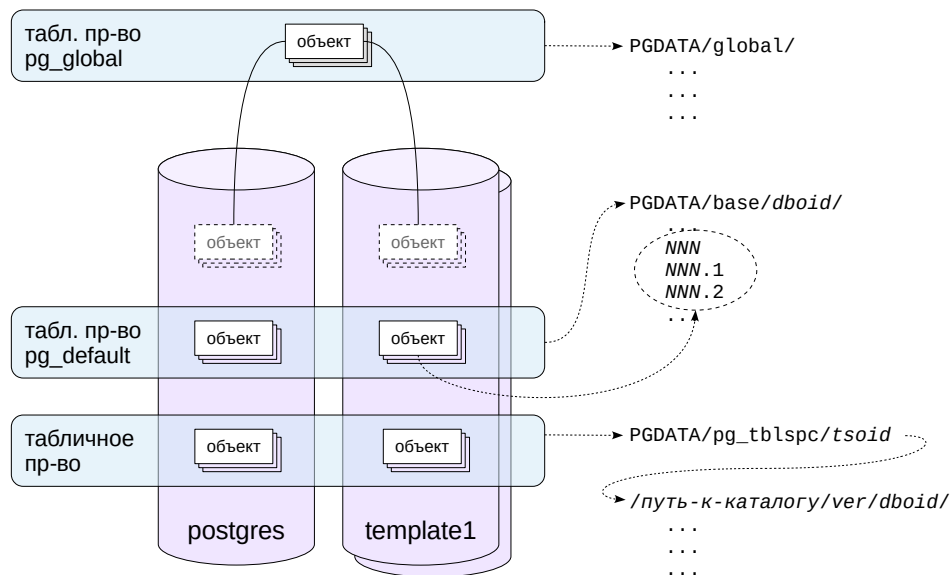 табл. пр-во
pg_global
объект
PGDATA/global/
...
...
...
объект
объект
PGDATA/base/dboid/
...
NNN
NNN.1
NNN.2
...
табл. пр-во
pg_default
объект
объект
табличное
пр-во
объект
объект
PGDATA/pg_tblspc/tsoid
/путь-к-каталогу/ver/dboid/
...
...
...
postgres
template1